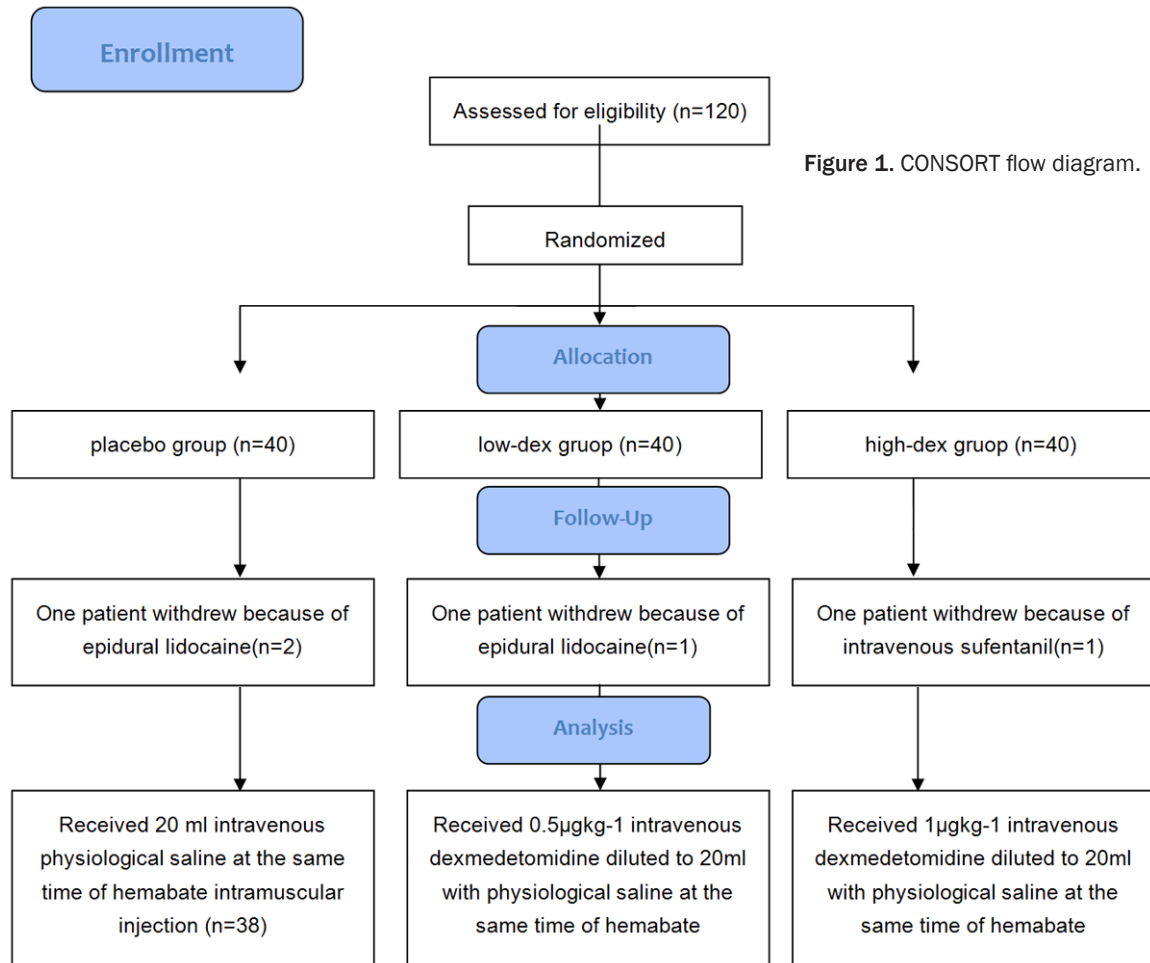 Enrollment
Assessed for eligibility (n=120)
Figure 1. CONSORT flow diagram.
Randomized
Allocation
placebo group (n=40)
low-dex gruop (n=40)
high-dex gruop (n=40)
Follow-Up
One patient withdrew because of
epidural lidocaine(n=2)
One patient withdrew because of
epidural lidocaine(n=1)
One patient withdrew because of
intravenous sufentanil(n=1)
Analysis
Received 20 ml intravenous
physiological saline at the same
time of hemabate intramuscular
injection (n=38)
Received 0.5μgkg-1 intravenous
dexmedetomidine diluted to 20ml
with physiological saline at the
same time of hemabate
Received 1μgkg-1 intravenous
dexmedetomidine diluted to 20ml
with physiological saline at the
same time of hemabate